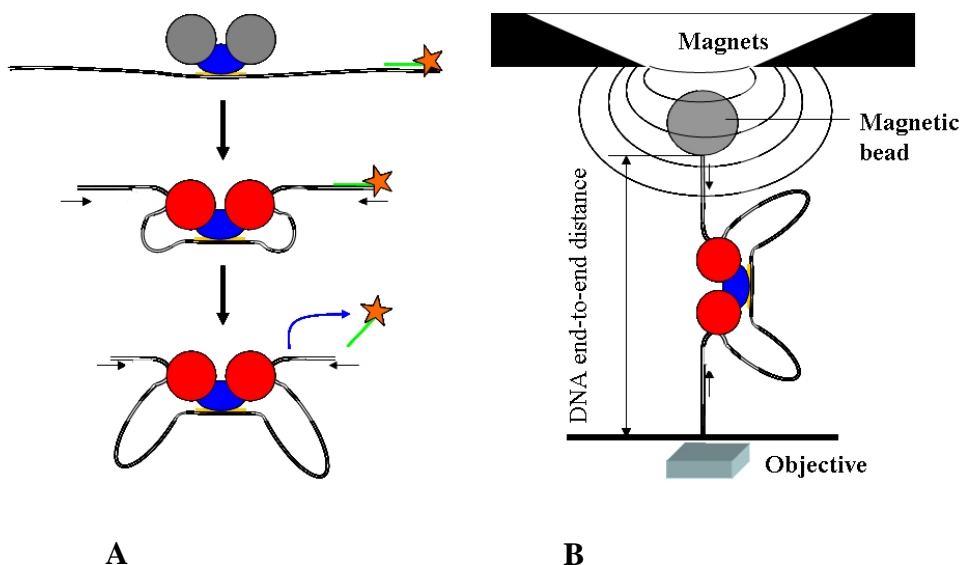 Magnets
Magnetic
bead
DNA end-to-end distance
Objective
A
B